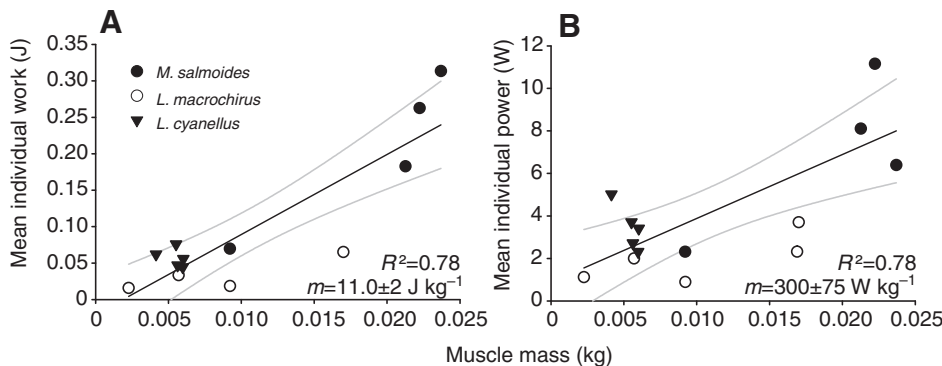 A
B
Mean individual work (J)
0.35
0.30
0.25
0.20
0.15
0.10
0.05
0
M. salmoides
L. macrochirus
L. cyanellus
R²=0.78
m=11.0±2 J kg⁻¹
0 0.005 0.010 0.015 0.020 0.025
Mean individual power (W)
12
10
8
6
4
2
0
R²=0.78
m=300±75 W kg⁻¹
0 0.005 0.010 0.015 0.020 0.025
Muscle mass (kg)